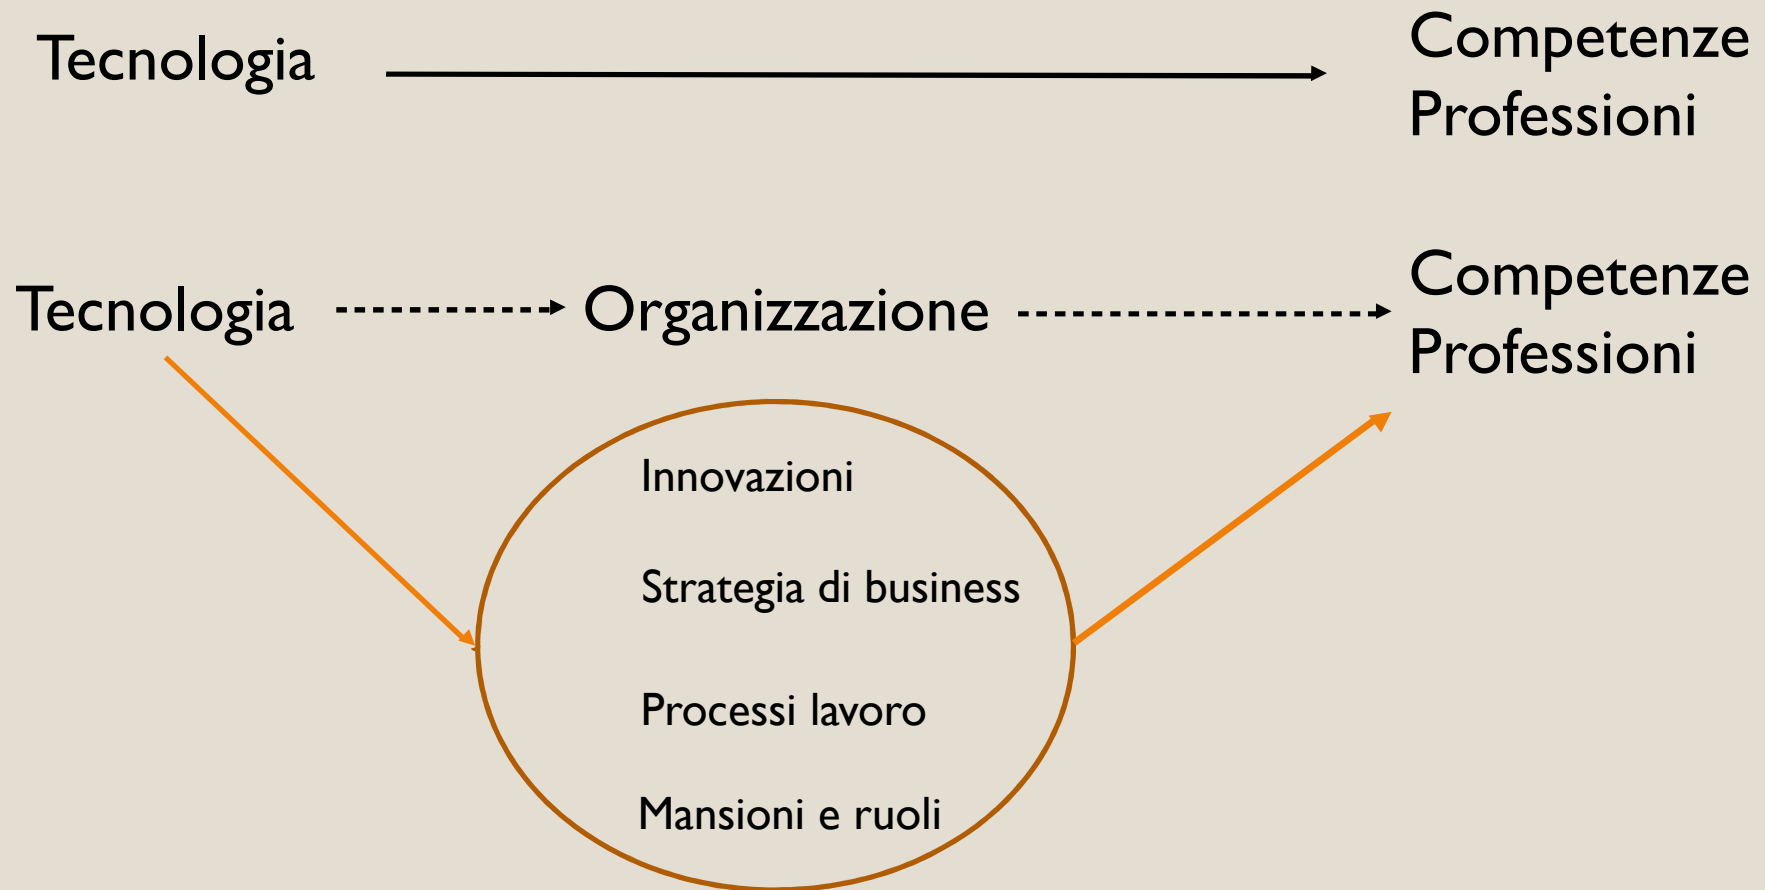 Tecnologia
Competenze
Professioni
Tecnologia
Organizzazione
Competenze
Professioni
Innovazioni
Strategia di business
Processi lavoro
Mansioni e ruoli